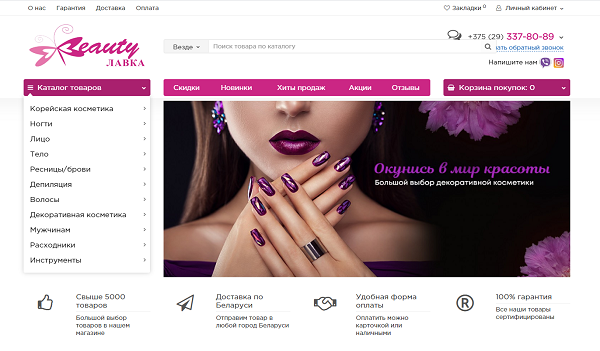 О нас Гарантия Доставка Оплата Закладки 0 Личный кабинет
Beauty
ЛАВКА
Везде Поиск товара по каталогу
+375 (29) 337-80-89
ать обратный звонок
Напишите нам
Каталог товаров Скидки Новинки Хиты продаж Акции Отзывы Корзина покупок: 0
Корейская косметика
Ногти
Лицо
Тело
Ресницы/брови
Депиляция
Волосы
Декоративная косметика
Мужчинам
Расходники
Инструменты
Окунись в мир красоты
Большой выбор декоративной косметики
Свыше 5000
товаров
Большой выбор
товаров в нашем
магазине
Доставка по
Беларуси
Отправим товар в
любой город Беларуси
Удобная форма
оплаты
Оплатить можно
карточкой или
наличными
®
100% гарантия
Все наши товары
сертифицированы